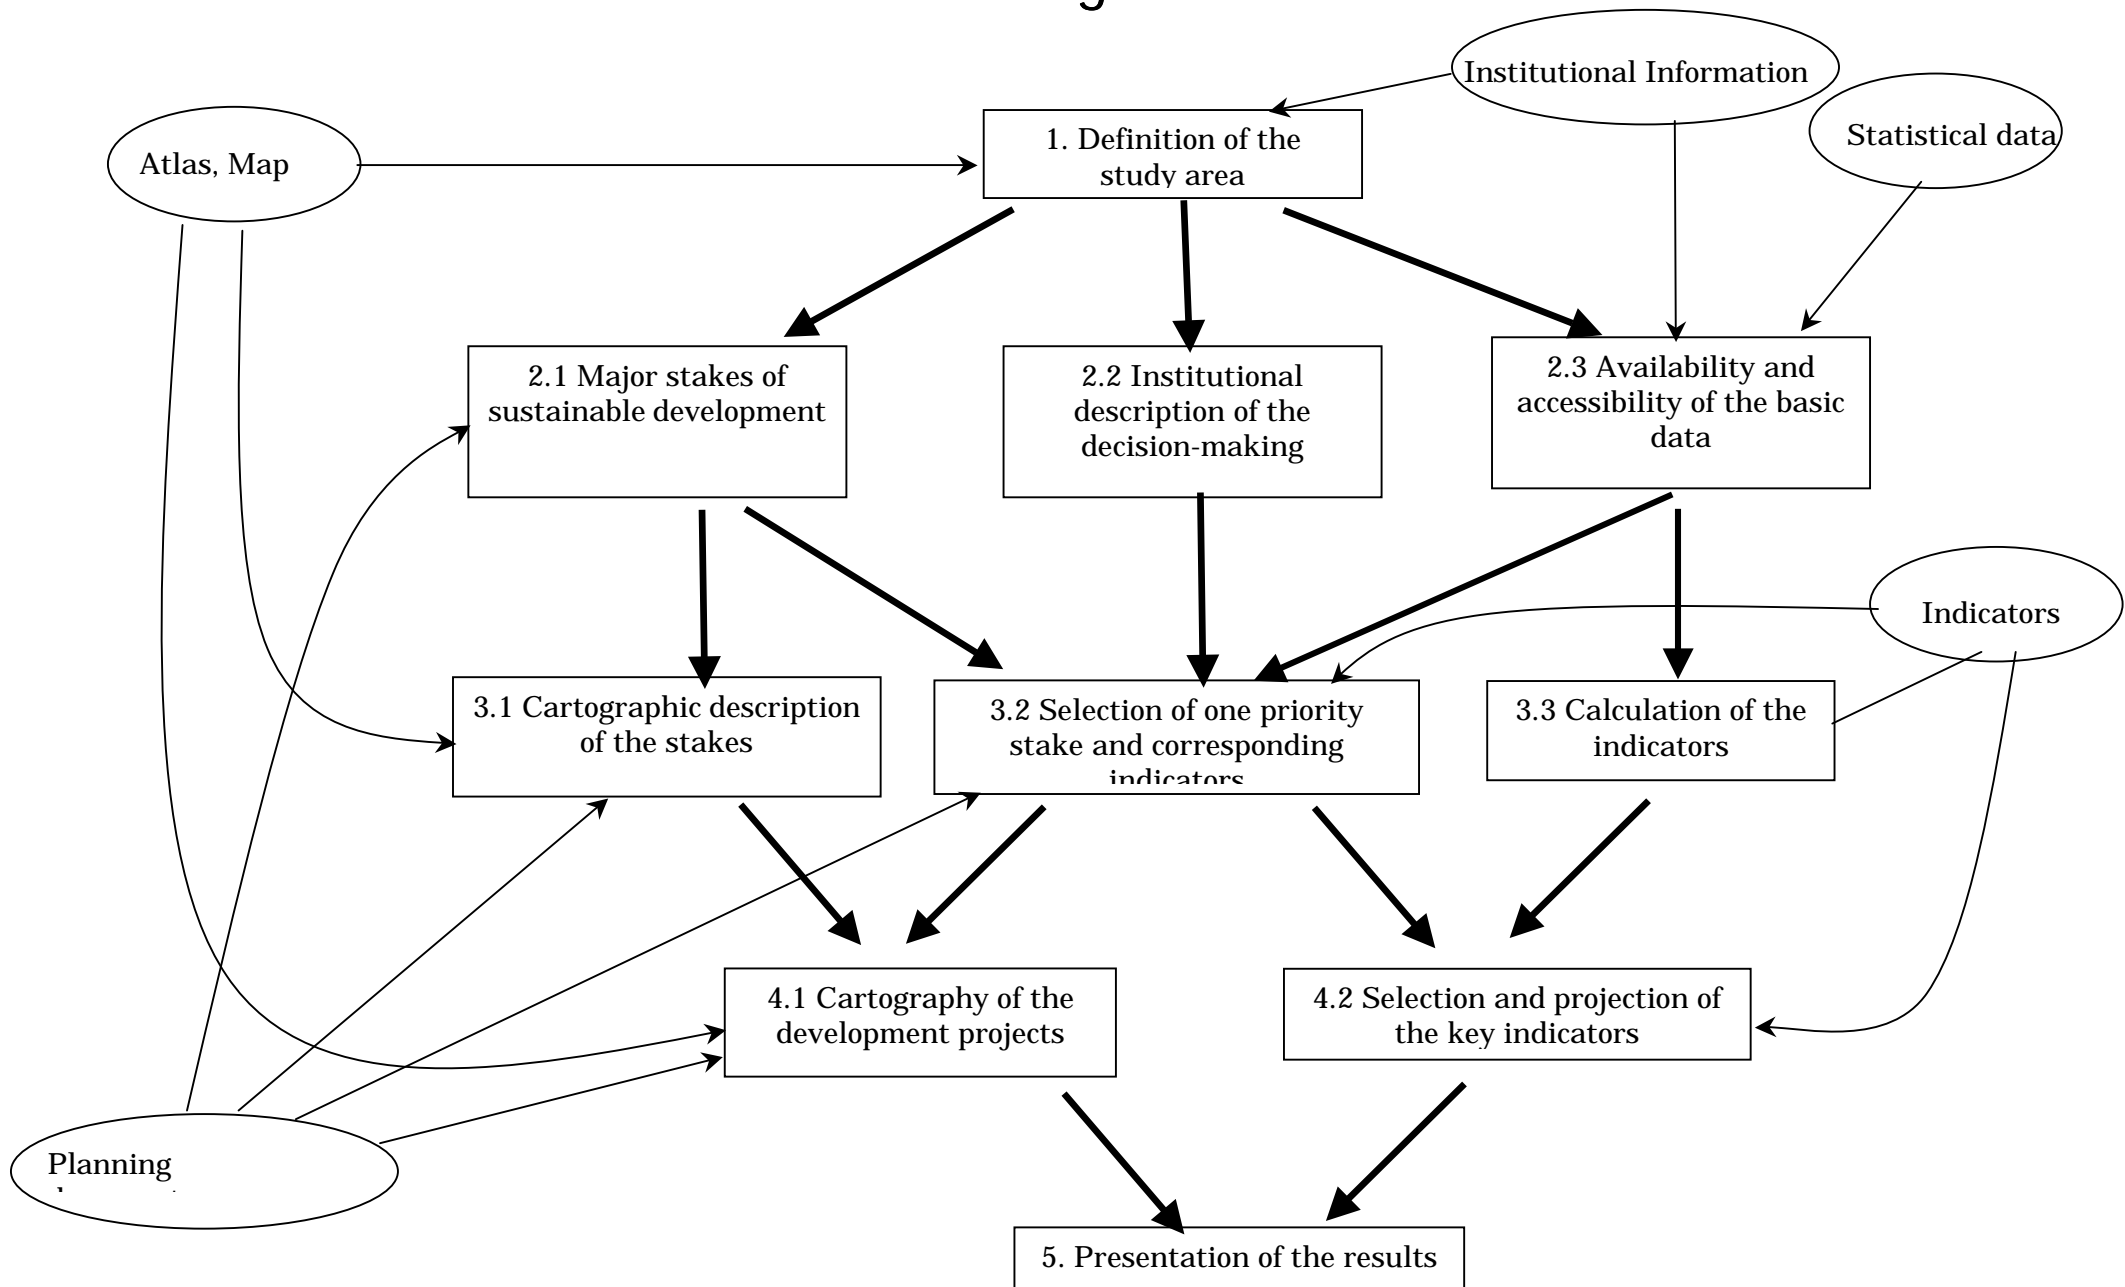 Institutional Information
Statistical data
Atlas, Map
1. Definition of the
study area
2.1 Major stakes of
sustainable development
2.2 Institutional
description of the
decision-making
2.3 Availability and
accessibility of the basic
data
Indicators
3.1 Cartographic description
of the stakes
3.2 Selection of one priority
stake and corresponding
indicators
3.3 Calculation of the
indicators
4.1 Cartography of the
development projects
4.2 Selection and projection of
the key indicators
Planning
5. Presentation of the results